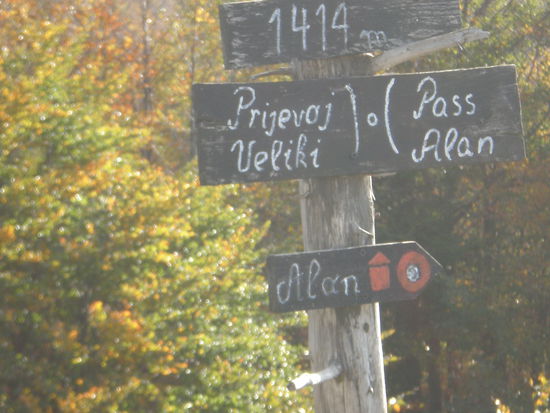 1414 m
Prijevoj ) o ( Pass
Veliki Alan
Alan